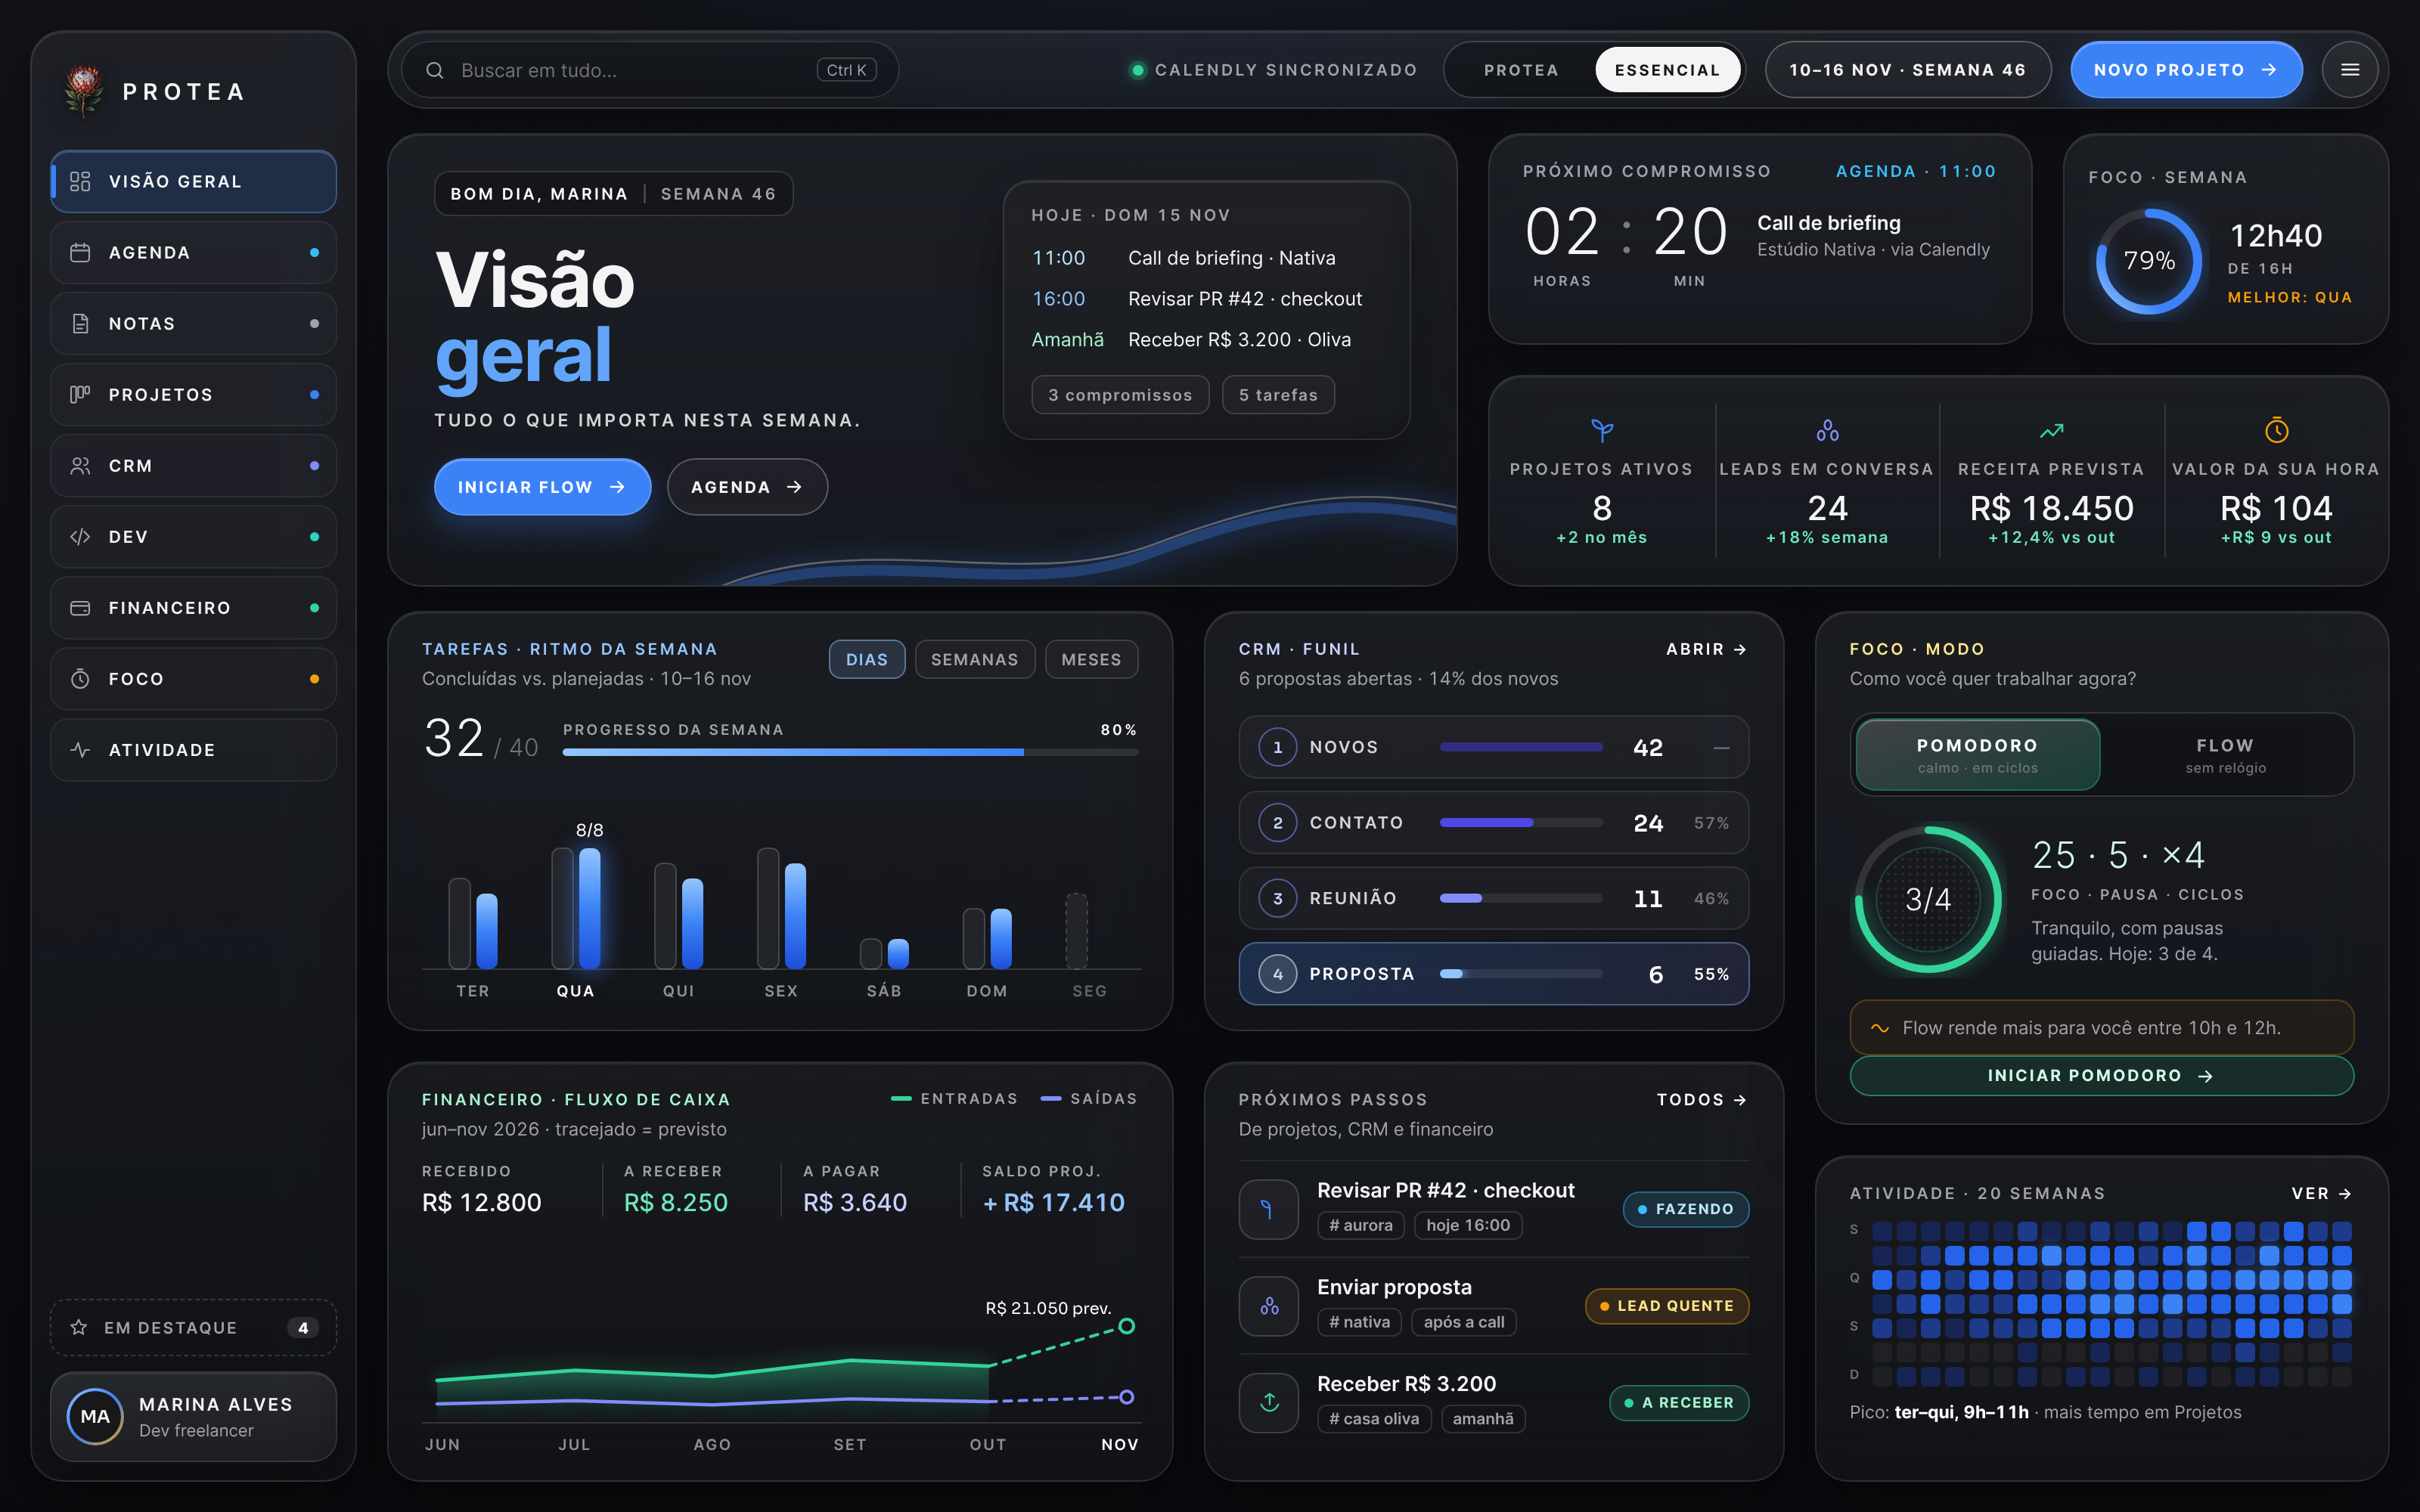 PROTEA
VISÃO GERAL
AGENDA
NOTAS
PROJETOS
CRM
DEV
FINANCEIRO
FOCO
ATIVIDADE
EM DESTAQUE 4
MA
MARINA ALVES
Dev freelancer
Buscar em tudo... Ctrl K
CALENDLY SINCRONIZADO
PROTEA ESSENCIAL
10–16 NOV · SEMANA 46
NOVO PROJETO →
BOM DIA, MARINA | SEMANA 46
Visão
geral
TUDO O QUE IMPORTA NESTA SEMANA.
INICIAR FLOW → AGENDA →
HOJE · DOM 15 NOV
11:00 Call de briefing · Nativa
16:00 Revisar PR #42 · checkout
Amanhã Receber R$ 3.200 · Oliva
3 compromissos 5 tarefas
PRÓXIMO COMPROMISSO AGENDA · 11:00
02 : 20
HORAS MIN
Call de briefing
Estúdio Nativa · via Calendly
FOCO · SEMANA
79%
12h40
DE 16H
MELHOR: QUA
PROJETOS ATIVOS
8
+2 no mês
LEADS EM CONVERSA
24
+18% semana
RECEITA PREVISTA
R$ 18.450
+12,4% vs out
VALOR DA SUA HORA
R$ 104
+R$ 9 vs out
TAREFAS · RITMO DA SEMANA
Concluídas vs. planejadas · 10–16 nov
DIAS SEMANAS MESES
32 / 40
PROGRESSO DA SEMANA 80%
8/8
TER QUA QUI SEX SÁB DOM SEG
CRM · FUNIL ABRIR →
6 propostas abertas · 14% dos novos
1 NOVOS 42 —
2 CONTATO 24 57%
3 REUNIÃO 11 46%
4 PROPOSTA 6 55%
FOCO · MODO
Como você quer trabalhar agora?
POMODORO
calmo · em ciclos
FLOW
sem relógio
3/4
25 · 5 · ×4
FOCO · PAUSA · CICLOS
Tranquilo, com pausas
guiadas. Hoje: 3 de 4.
Flow rende mais para você entre 10h e 12h.
INICIAR POMODORO →
FINANCEIRO · FLUXO DE CAIXA
ENTRADAS SAÍDAS
jun–nov 2026 · tracejado = previsto
RECEBIDO
R$ 12.800
A RECEBER
R$ 8.250
A PAGAR
R$ 3.640
SALDO PROJ.
+ R$ 17.410
R$ 21.050 prev.
JUN JUL AGO SET OUT NOV
PRÓXIMOS PASSOS TODOS →
De projetos, CRM e financeiro
Revisar PR #42 · checkout
# aurora hoje 16:00
FAZENDO
Enviar proposta
# nativa após a call
LEAD QUENTE
Receber R$ 3.200
# casa oliva amanhã
A RECEBER
ATIVIDADE · 20 SEMANAS VER →
S
Q
S
D
Pico: ter–qui, 9h–11h · mais tempo em Projetos